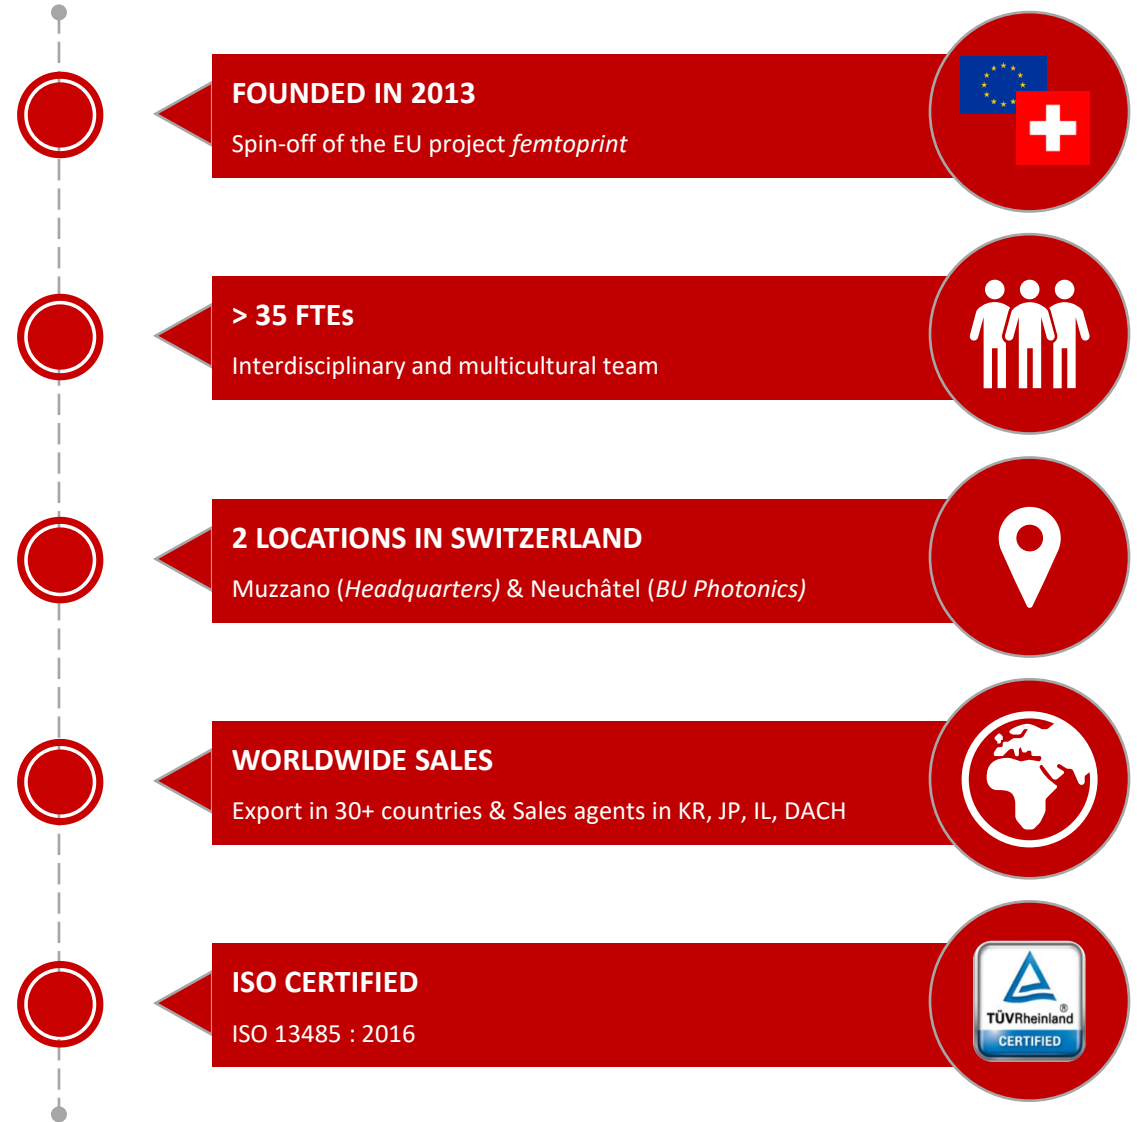 FOUNDED IN 2013
Spin-off of the EU project femtoprint
> 35 FTEs
Interdisciplinary and multicultural team
2 LOCATIONS IN SWITZERLAND
Muzzano (Headquarters) & Neuchâtel (BU Photonics)
WORLDWIDE SALES
Export in 30+ countries & Sales agents in KR, JP, IL, DACH
ISO CERTIFIED
ISO 13485 : 2016
TÜVRheinland®
CERTIFIED